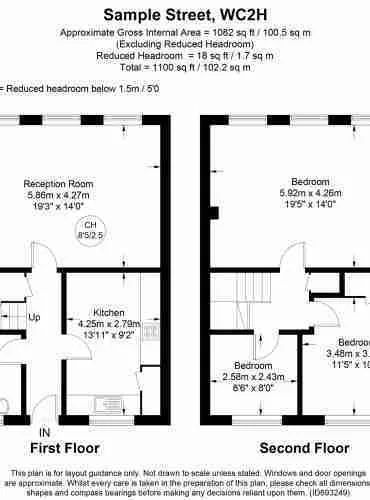 Sample Street, WC2H
Approximate Gross Internal Area = 1082 sq ft / 100.5 sq m
(Excluding Reduced Headroom)
Reduced Headroom = 18 sq ft / 1.7 sq m
Total = 1100 sq ft / 102.2 sq m
= Reduced headroom below 1.5m / 5'0
Reception Room
5.86m x 4.27m
19'3" x 14'0"
CH
8'5/2.5
Bedroom
5.92m x 4.26m
19'5" x 14'0"
Up
Kitchen
4.25m x 2.79m
13'11" x 9'2"
Bedroom
2.58m x 2.43m
8'6" x 8'0"
Bedroo
3.48m x 3.
11'5" x 10
IN
First Floor
Second Floor
This plan is for layout guidance only. Not drawn to scale unless stated. Windows and door openings
are approximate. Whilst every care is taken in the preparation of this plan, please check all dimensions
shapes and compass bearings before making any decisions reliant upon them. (ID693249)